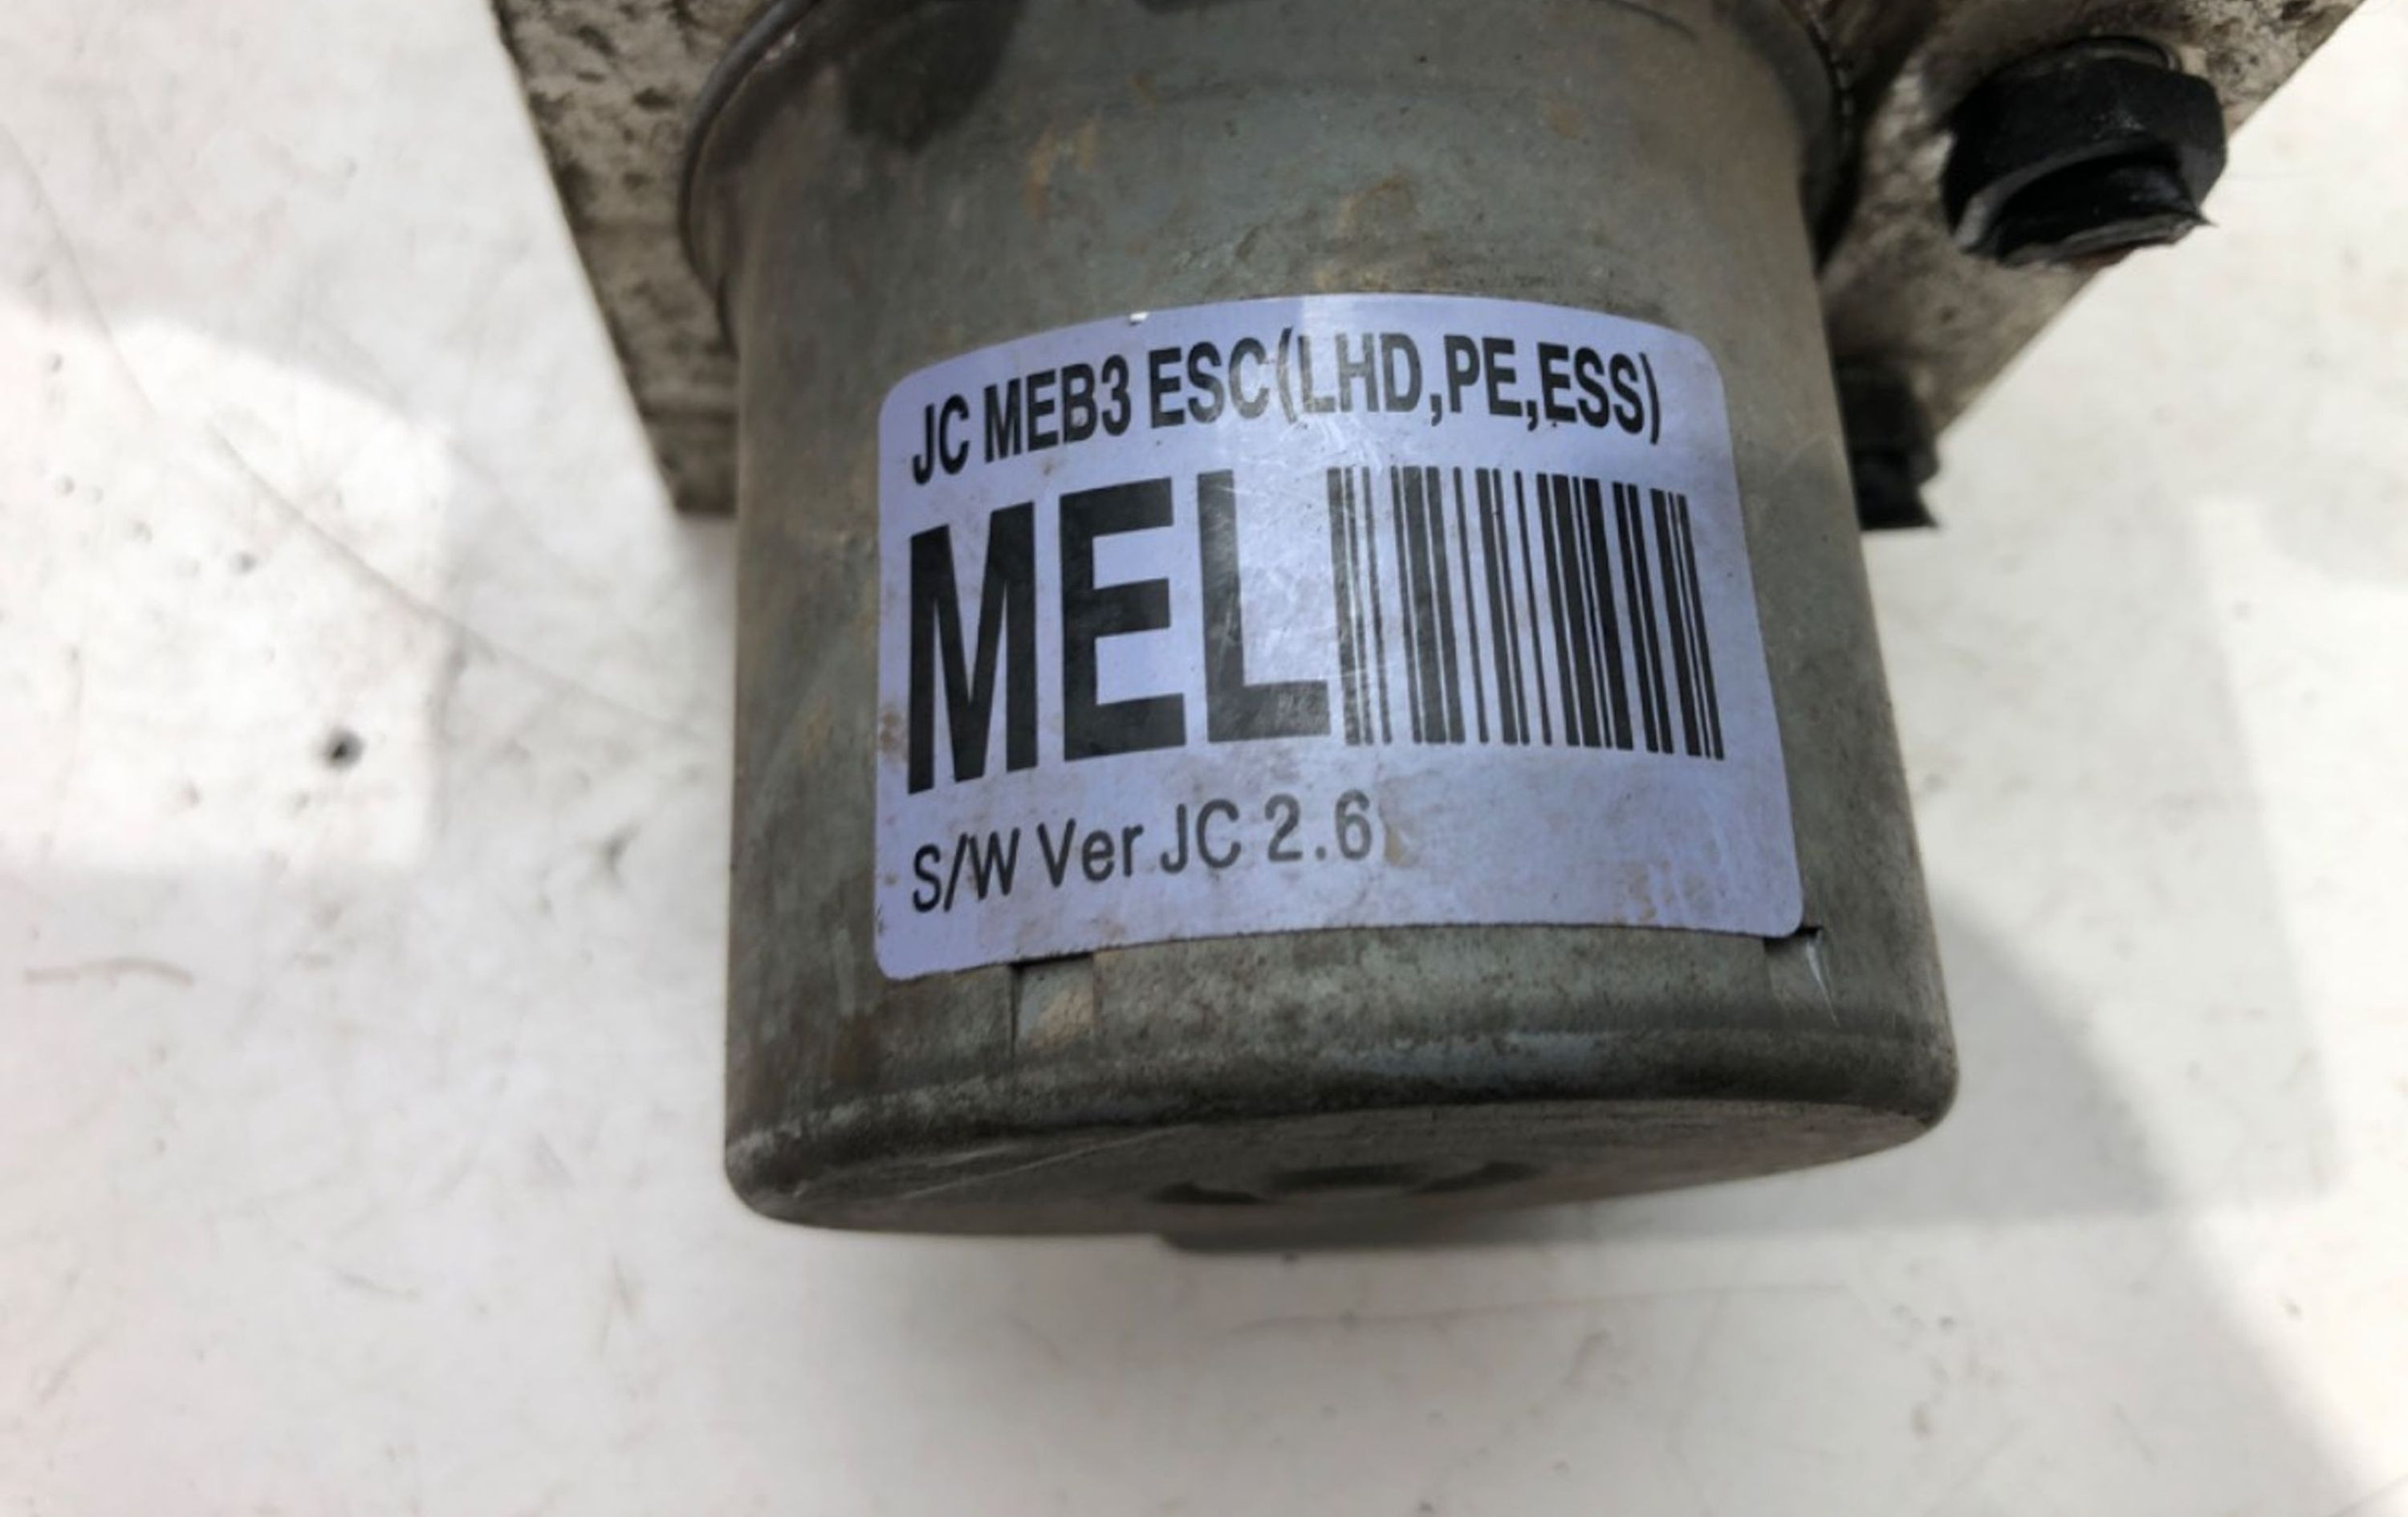 JC MEB3 ESC(LHD,PE,ESS)
MEL
S/W Ver JC 2.6